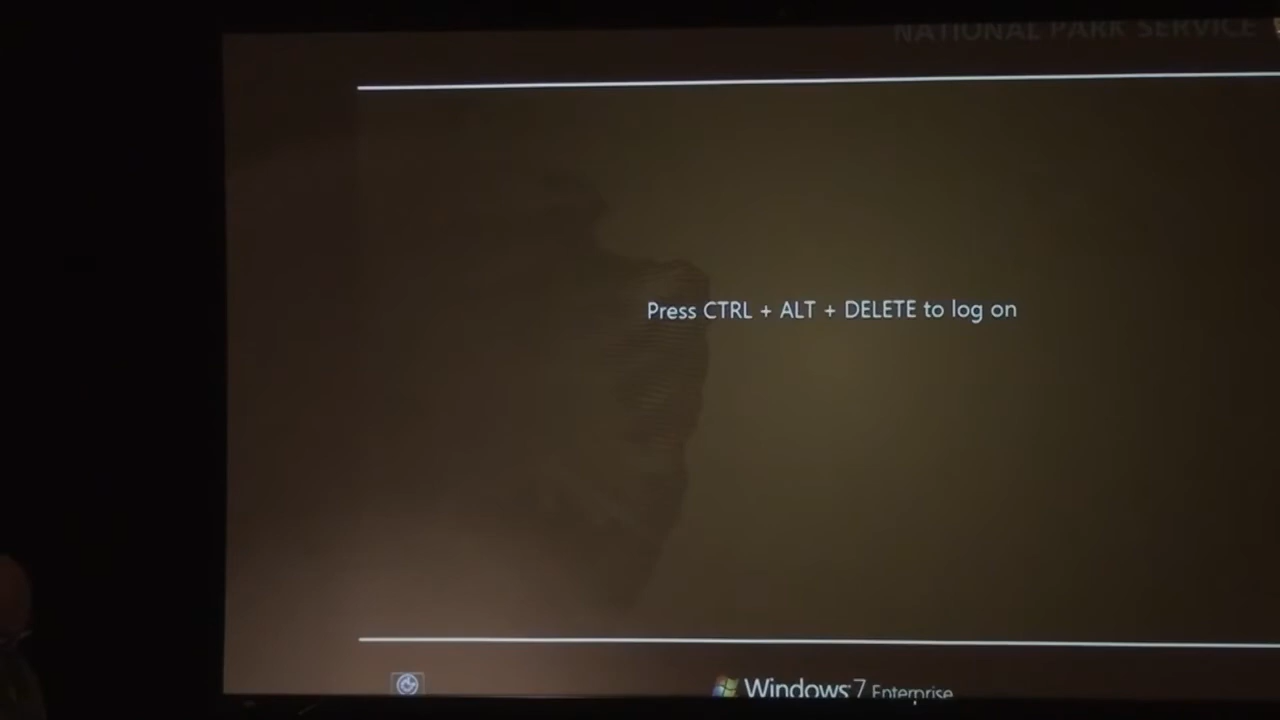 NATIONAL PARK SERVICE
Press CTRL + ALT + DELETE to log on
Windows 7 Enterprise